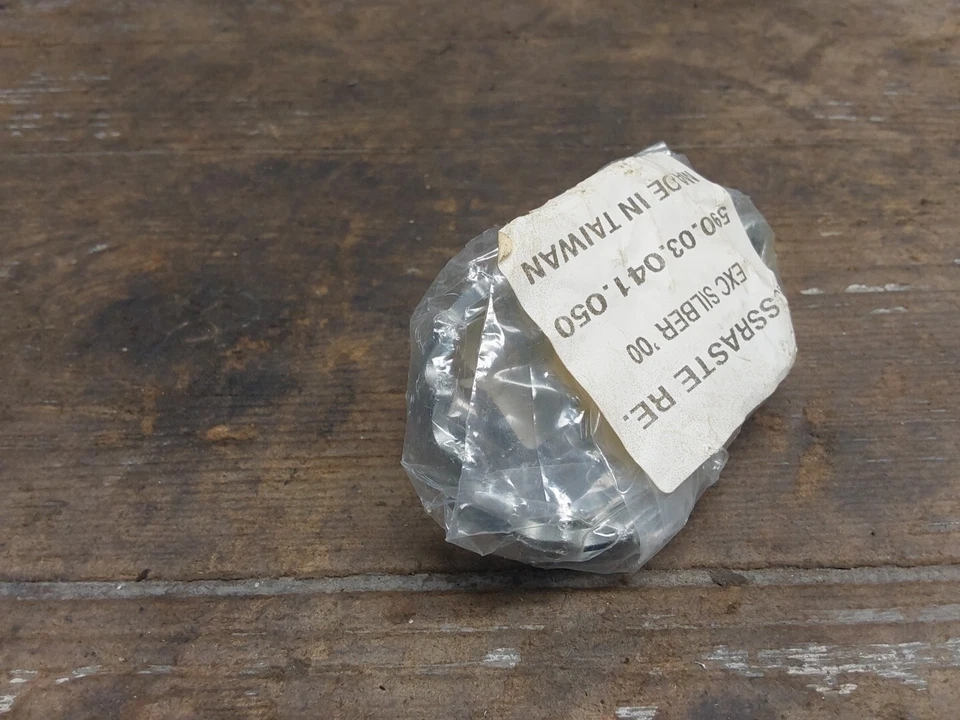 SSRASTE RE.
EXC SILBER '00
590.03.041.050
MADE IN TAIWAN